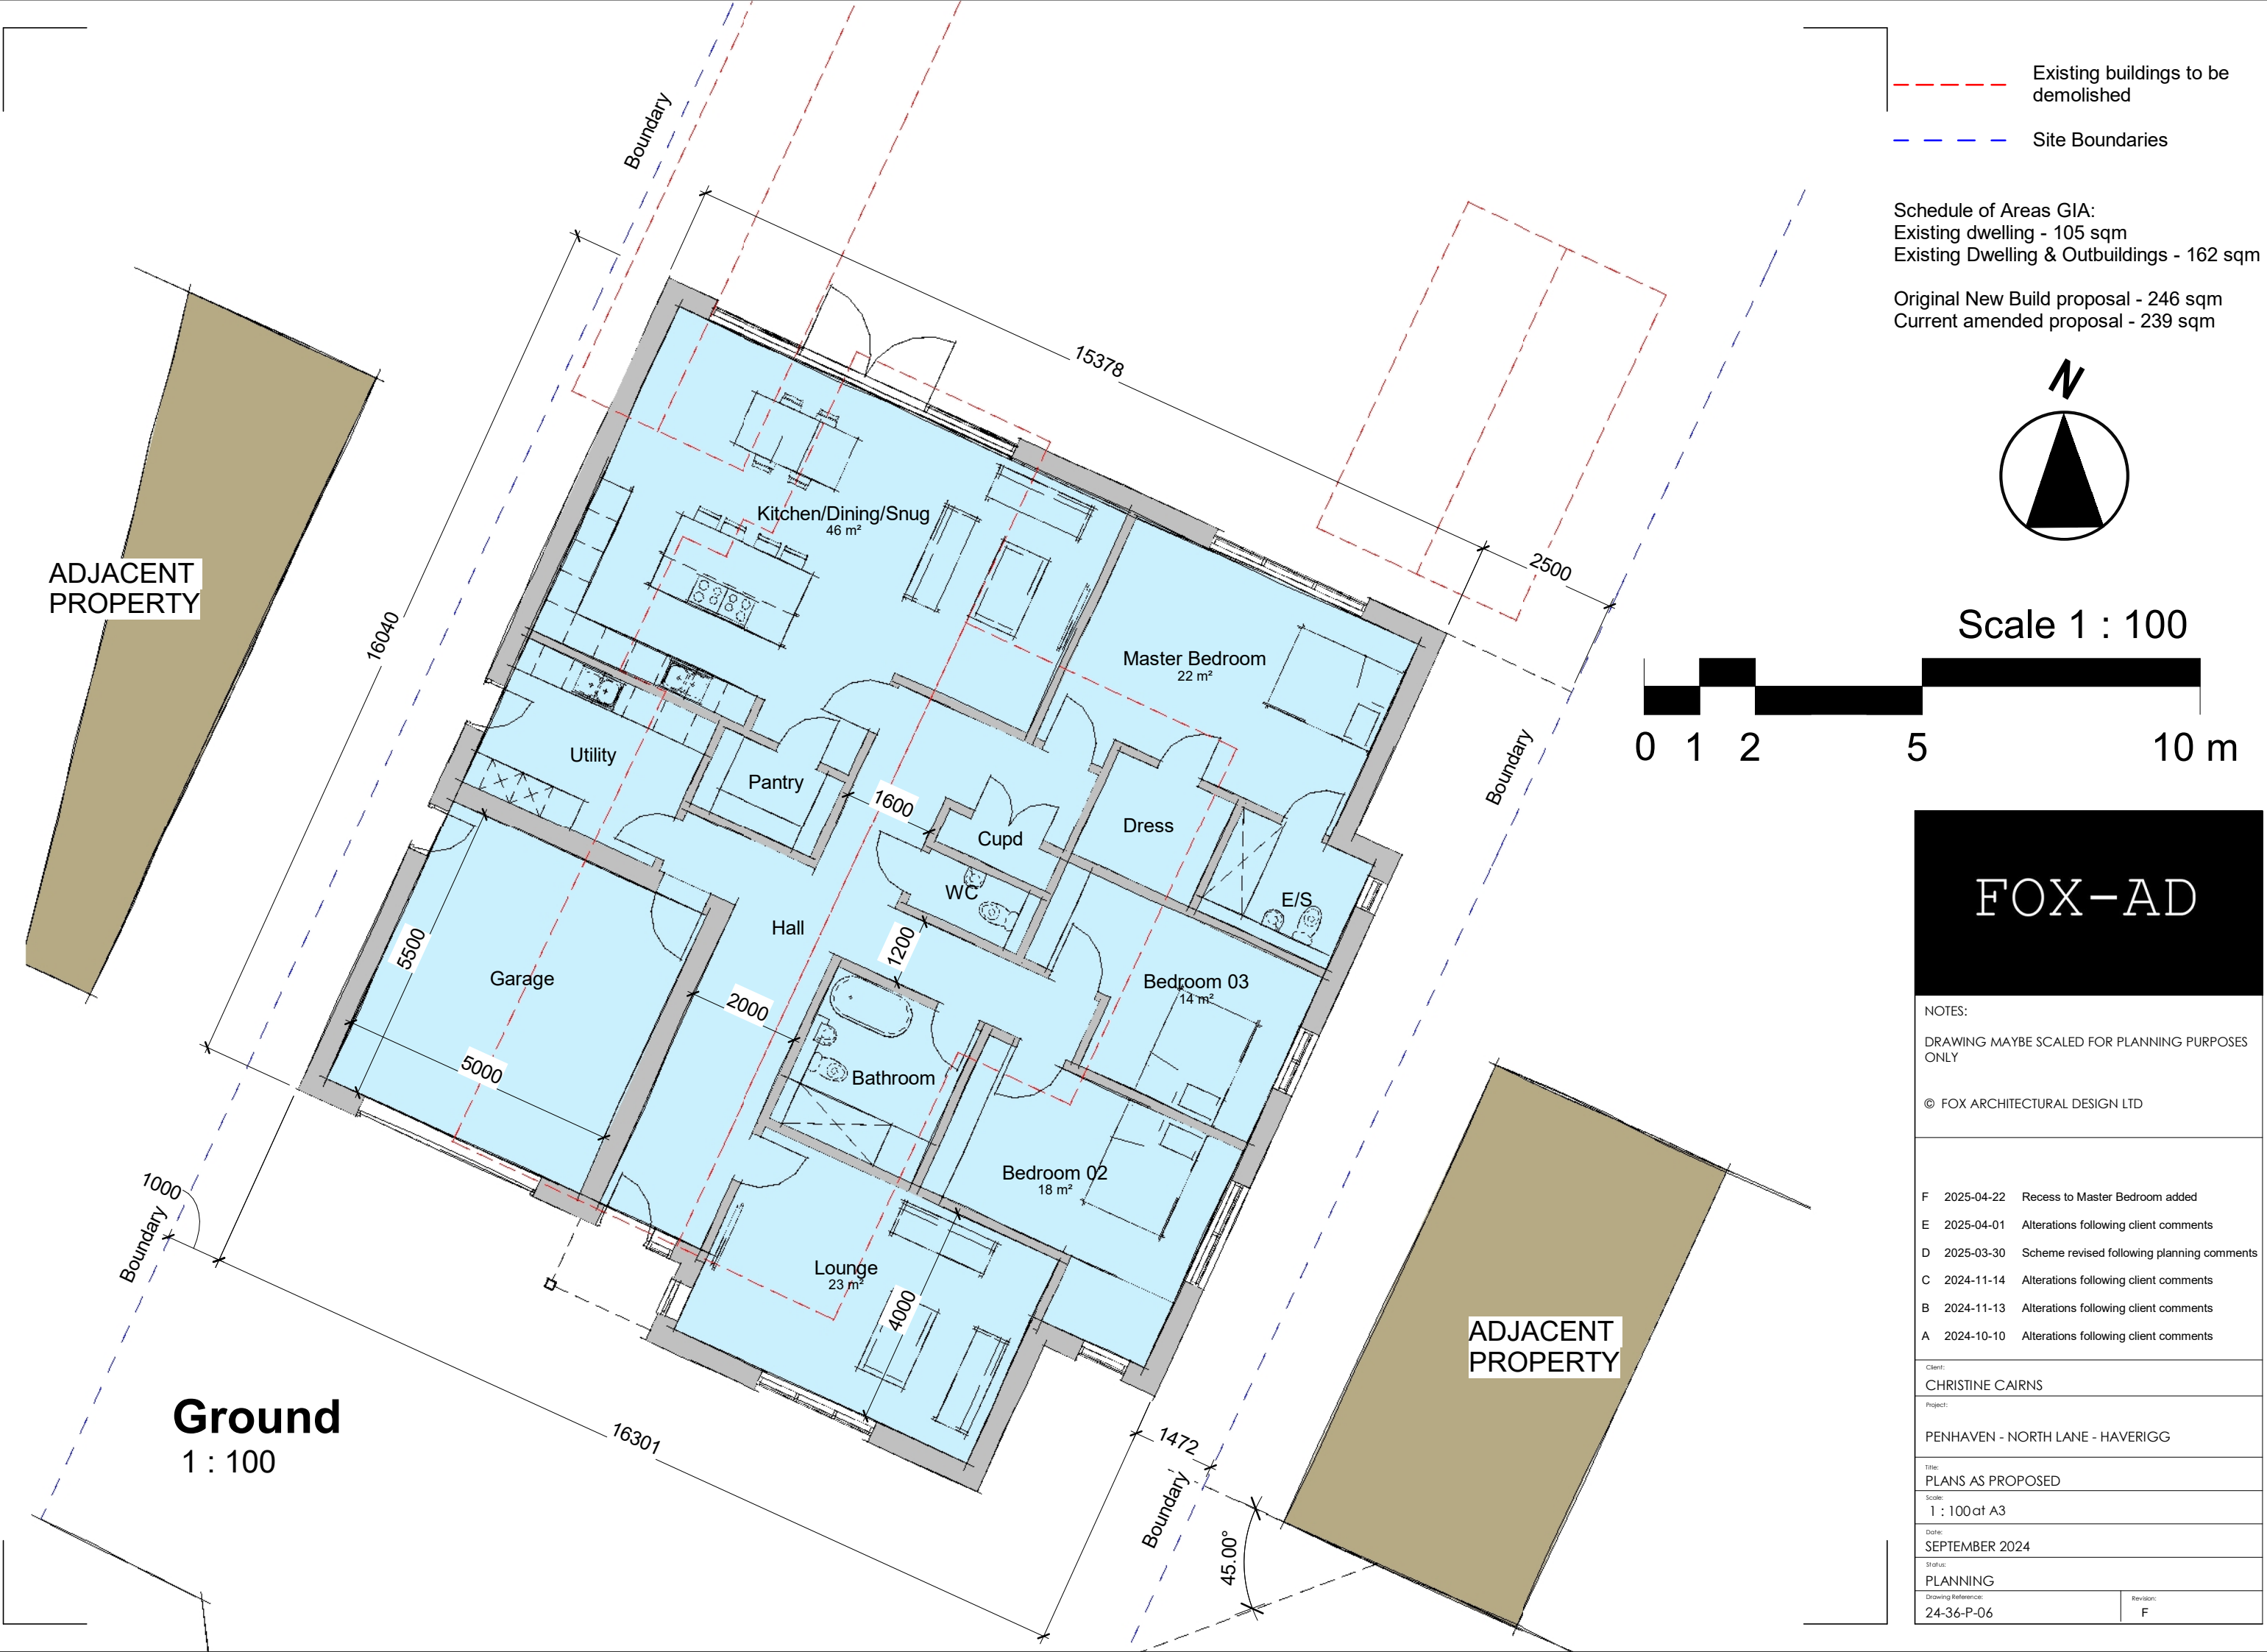 Existing buildings to be
demolished
Site Boundaries
Schedule of Areas GIA:
Existing dwelling - 105 sqm
Existing Dwelling & Outbuildings - 162 sqm
Original New Build proposal - 246 sqm
Current amended proposal - 239 sqm
N
Scale 1 : 100
0 1 2 5 10 m
Boundary
15378
2500
16040
ADJACENT
PROPERTY
Kitchen/Dining/Snug
46 m²
Master Bedroom
22 m²
Utility
Pantry
1600
Cupd
Dress
Boundary
WC
E/S
Hall
1200
5500
Garage
2000
Bedroom 03
14 m²
5000
Bathroom
Bedroom 02
18 m²
1000
Boundary
Lounge
23 m²
4000
ADJACENT
PROPERTY
Ground
1 : 100
16301
1472
Boundary
45.00°
FOX-AD
NOTES:
DRAWING MAYBE SCALED FOR PLANNING PURPOSES
ONLY
© FOX ARCHITECTURAL DESIGN LTD
F 2025-04-22 Recess to Master Bedroom added
E 2025-04-01 Alterations following client comments
D 2025-03-30 Scheme revised following planning comments
C 2024-11-14 Alterations following client comments
B 2024-11-13 Alterations following client comments
A 2024-10-10 Alterations following client comments
Client:
CHRISTINE CAIRNS
Project:
PENHAVEN - NORTH LANE - HAVERIGG
Title:
PLANS AS PROPOSED
Scale:
1 : 100 at A3
Date:
SEPTEMBER 2024
Status:
PLANNING
Drawing Reference:
24-36-P-06
Revision:
F